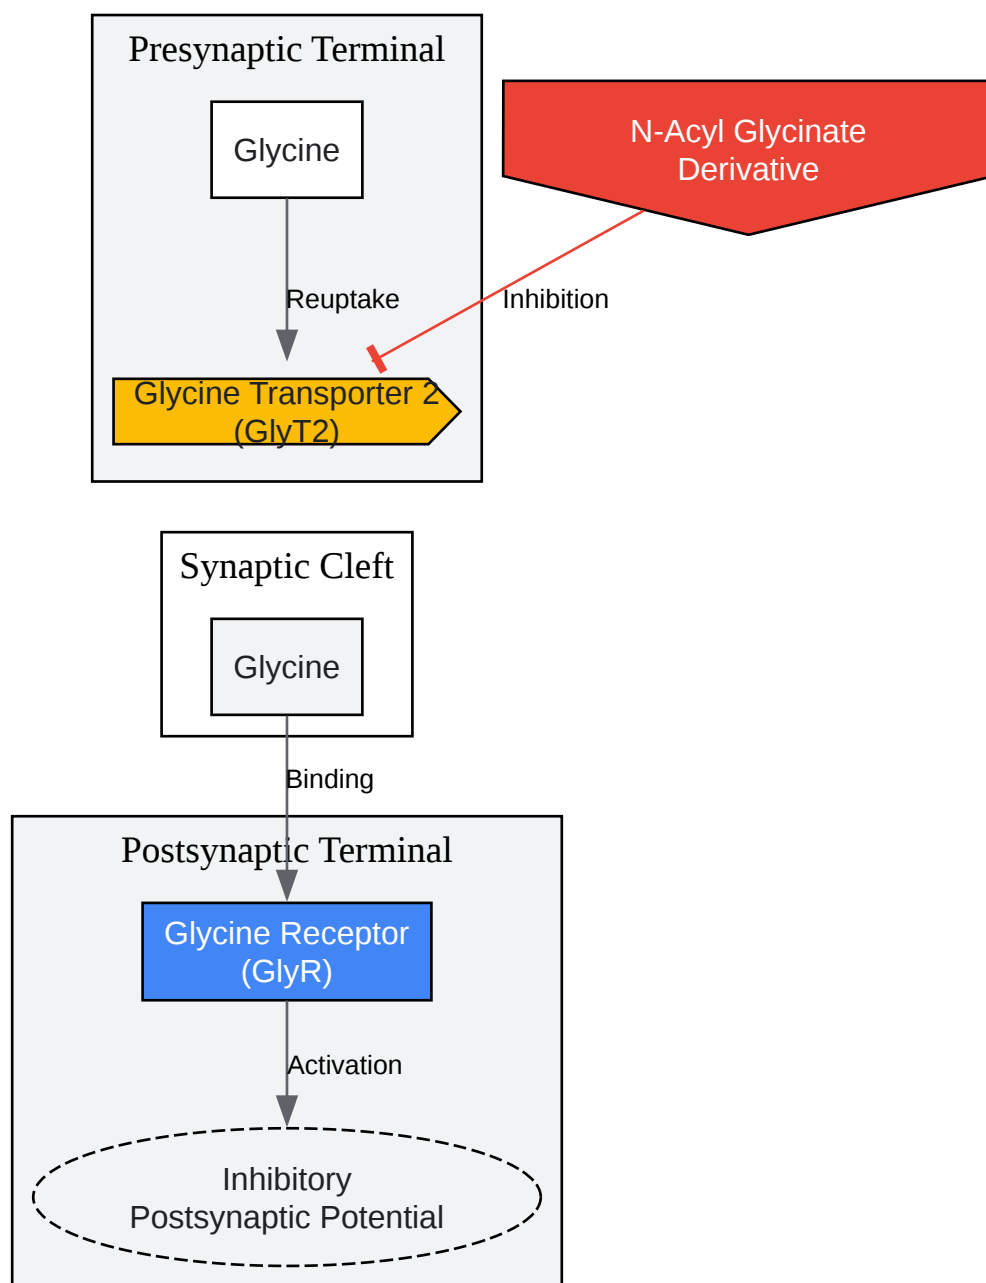 Presynaptic Terminal
Glycine
N-Acyl Glycinate
Derivative
Reuptake
Inhibition
Glycine Transporter 2
(GlyT2)
Synaptic Cleft
Glycine
Binding
Postsynaptic Terminal
Glycine Receptor
(GlyR)
Activation
Inhibitory
Postsynaptic Potential